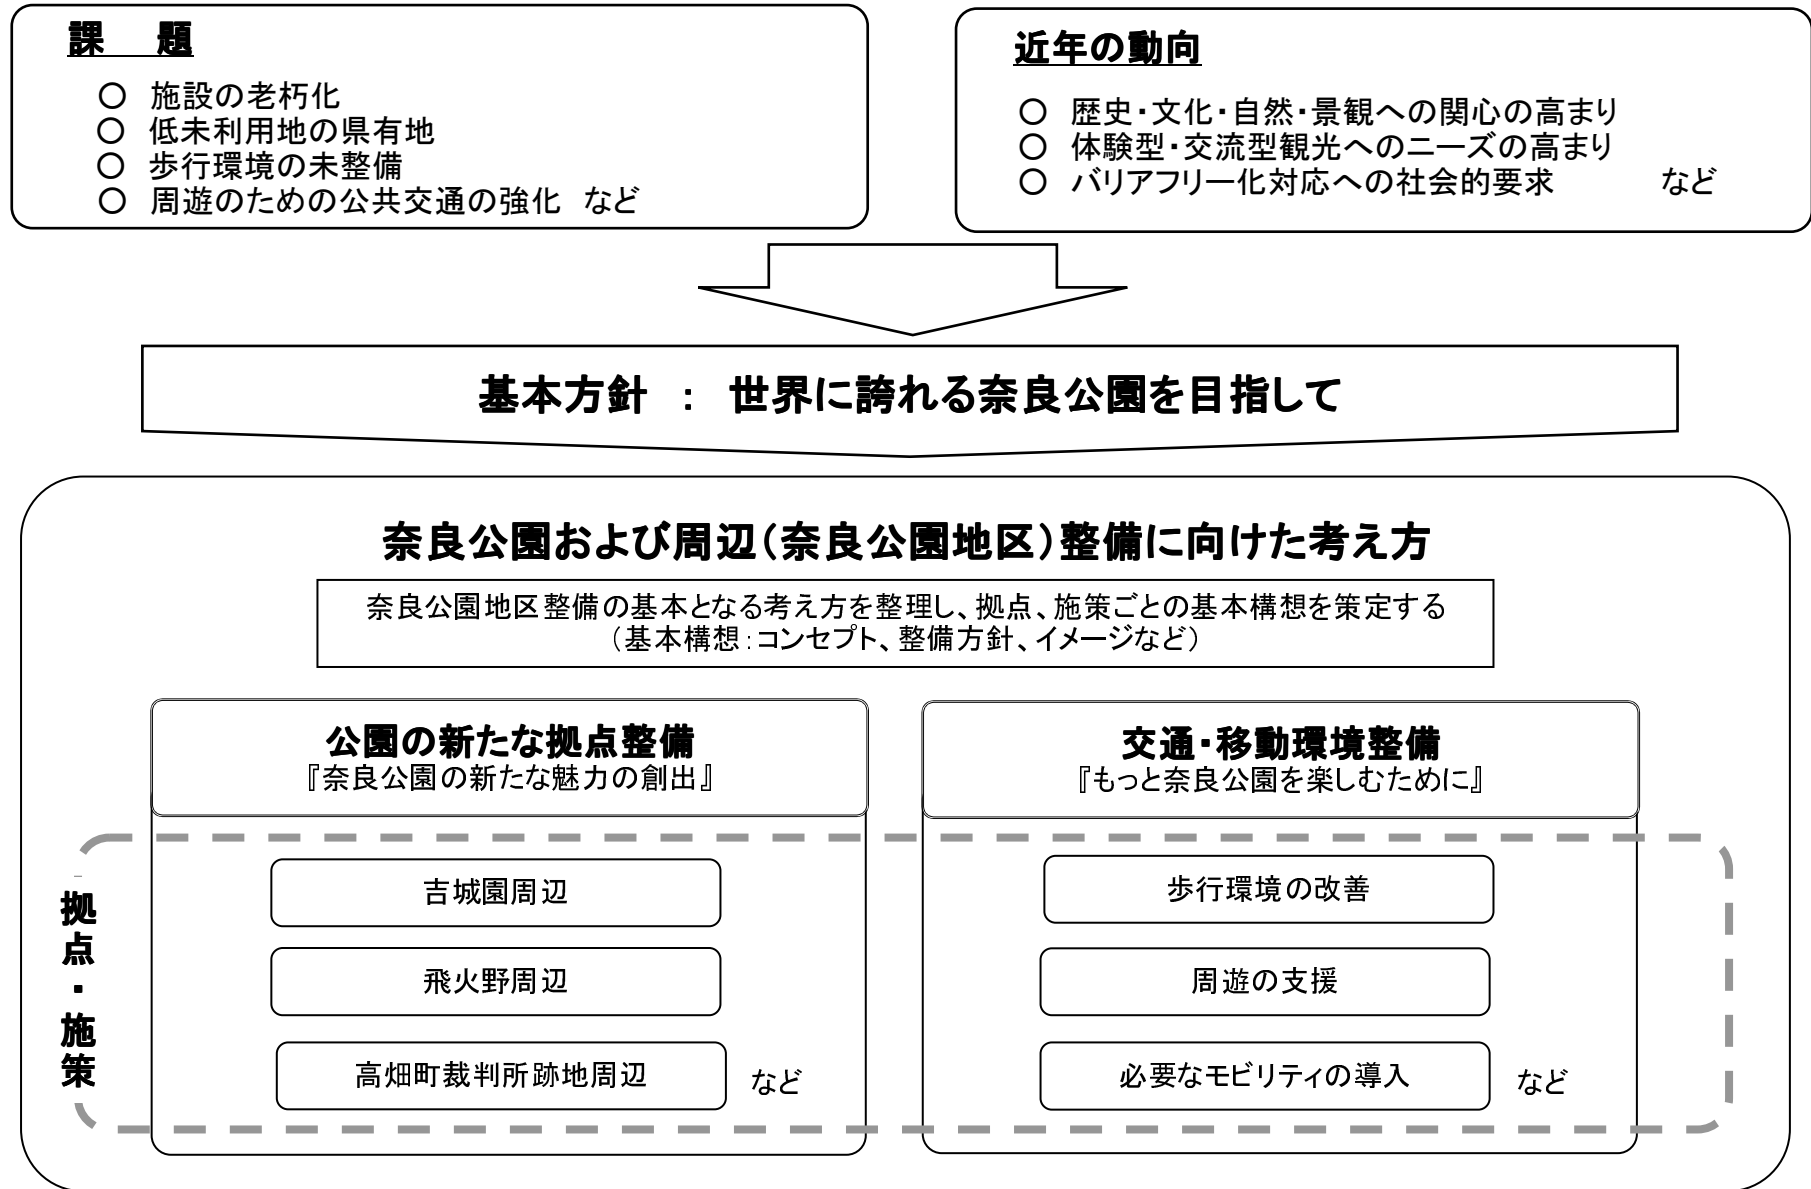 課　題
○ 施設の老朽化
○ 低未利用地の県有地
○ 歩行環境の未整備
○ 周遊のための公共交通の強化 など
近年の動向
○ 歴史・文化・自然・景観への関心の高まり
○ 体験型・交流型観光へのニーズの高まり
○ バリアフリー化対応への社会的要求 など
基本方針 ： 世界に誇れる奈良公園を目指して
奈良公園および周辺（奈良公園地区）整備に向けた考え方
奈良公園地区整備の基本となる考え方を整理し、拠点、施策ごとの基本構想を策定する
（基本構想：コンセプト、整備方針、イメージなど）
公園の新たな拠点整備
『奈良公園の新たな魅力の創出』
吉城園周辺
飛火野周辺
高畑町裁判所跡地周辺 など
交通・移動環境整備
『もっと奈良公園を楽しむために』
歩行環境の改善
周遊の支援
必要なモビリティの導入 など
拠点・施策